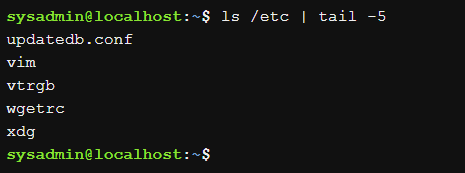 sysadmin@localhost:~$ ls /etc | tail -5
updatedb.conf
vim
vtrgb
wgetrc
xdg
sysadmin@localhost:~$